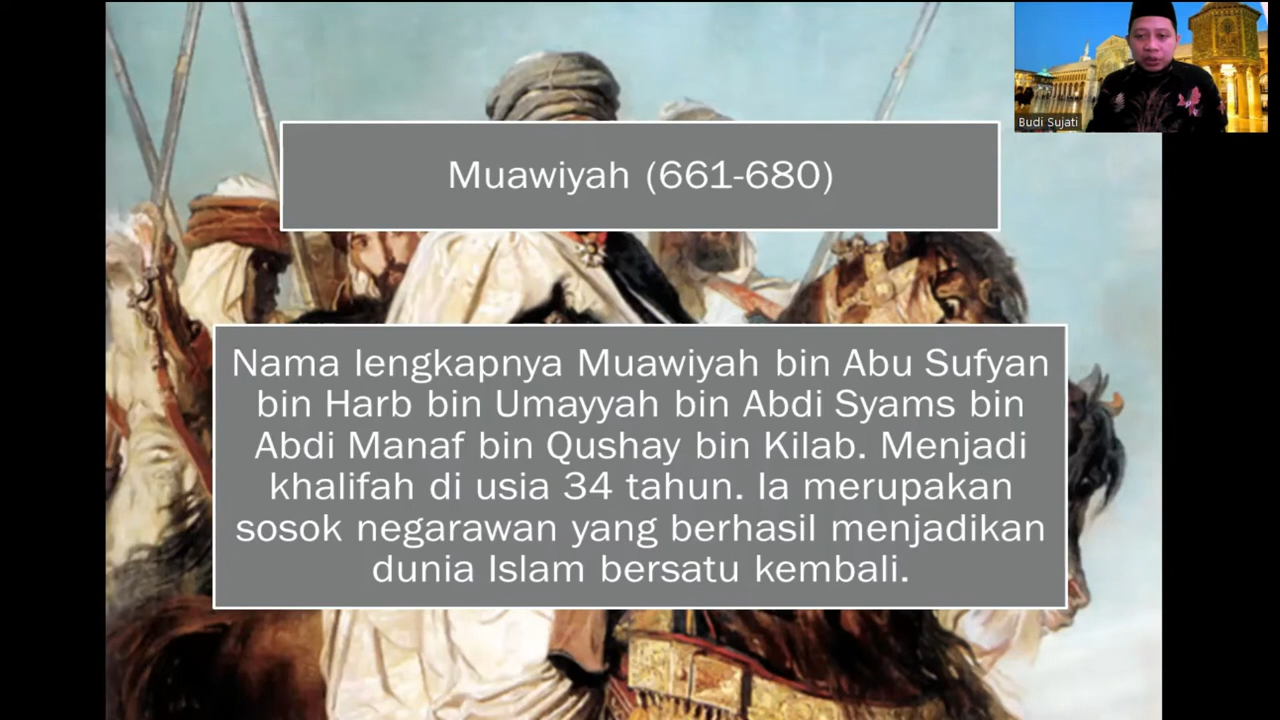 Budi Sujati
Muawiyah (661-680)
Nama lengkapnya Muawiyah bin Abu Sufyan
bin Harb bin Umayyah bin Abdi Syams bin
Abdi Manaf bin Qushay bin Kilab. Menjadi
khalifah di usia 34 tahun. Ia merupakan
sosok negarawan yang berhasil menjadikan
dunia Islam bersatu kembali.